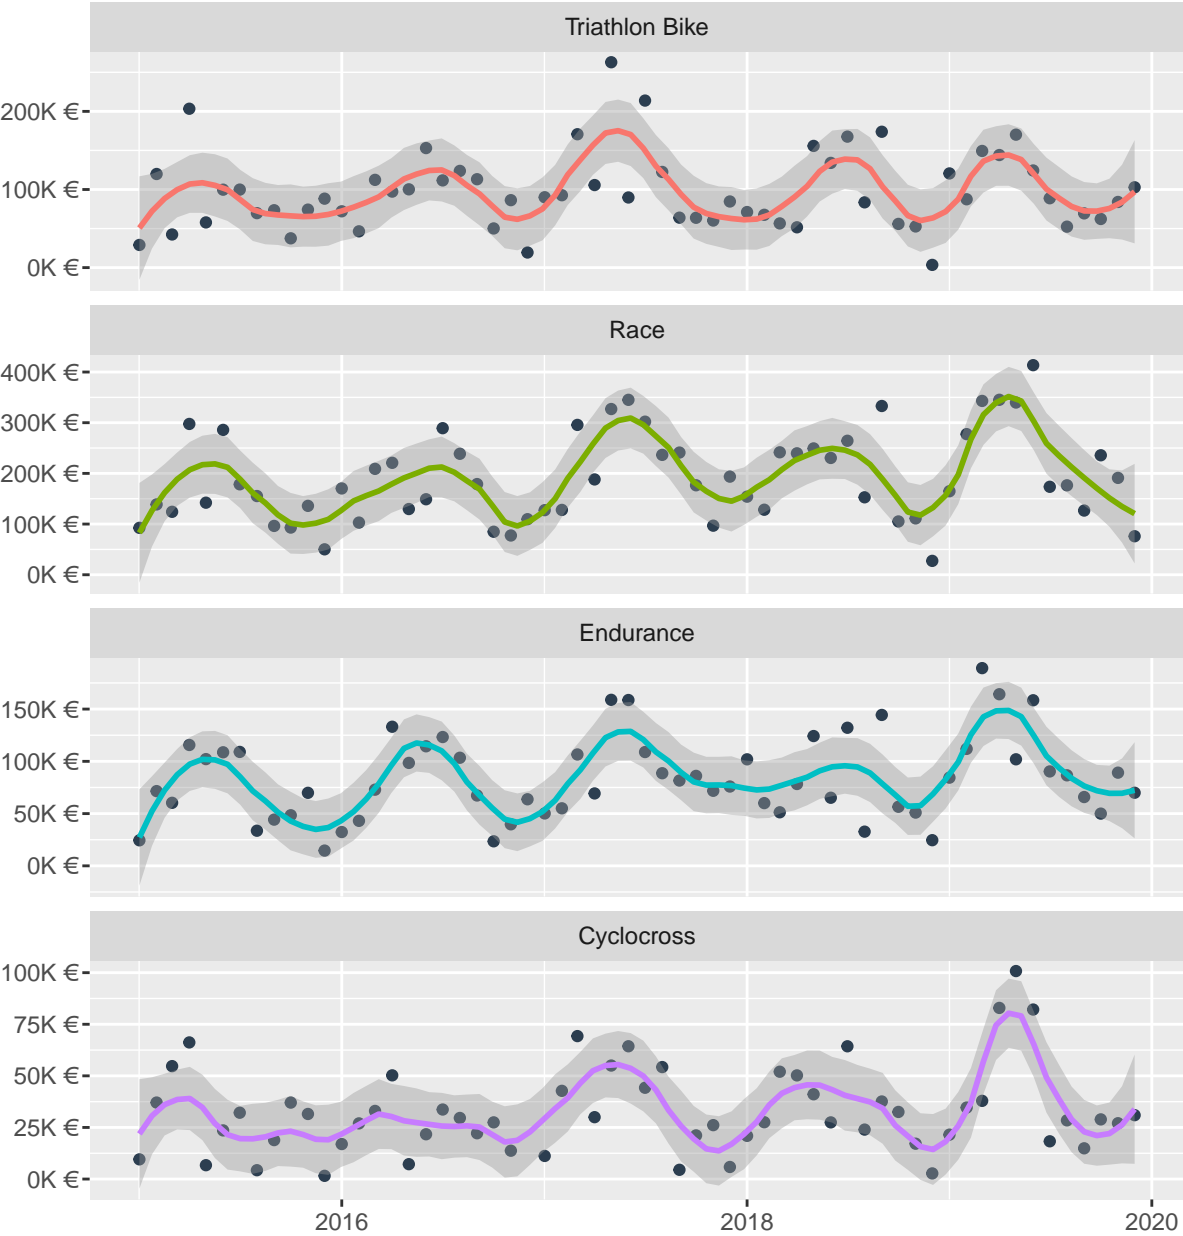 Triathlon Bike
200K €
100K €
0K €
Race
400K €
300K €
200K €
100K €
0K €
Endurance
150K €
100K €
50K €
0K €
Cyclocross
100K €
75K €
50K €
25K €
0K €
2016 2018 2020